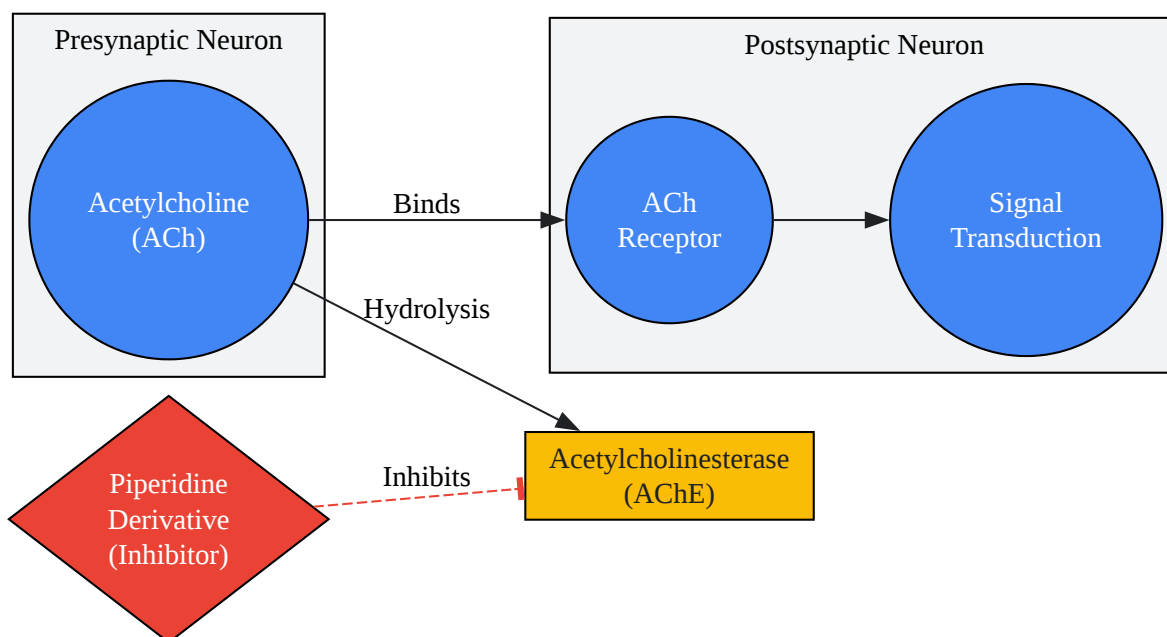 Presynaptic Neuron
Postsynaptic Neuron
Acetylcholine
(ACh)
Binds
ACh
Receptor
Signal
Transduction
Hydrolysis
Piperidine
Derivative
(Inhibitor)
Inhibits
Acetylcholinesterase
(AChE)